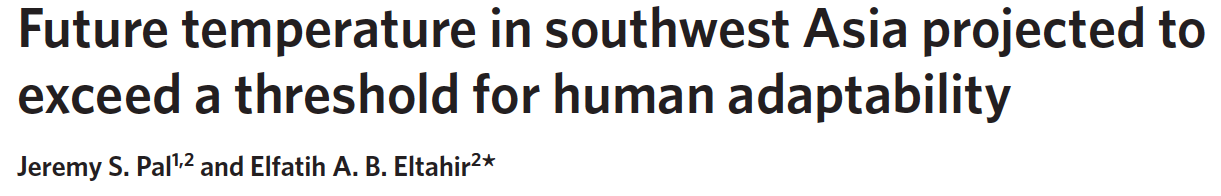 Future temperature in southwest Asia projected to
exceed a threshold for human adaptability
Jeremy S. Pal1,2 and Elfatih A. B. Eltahir2★